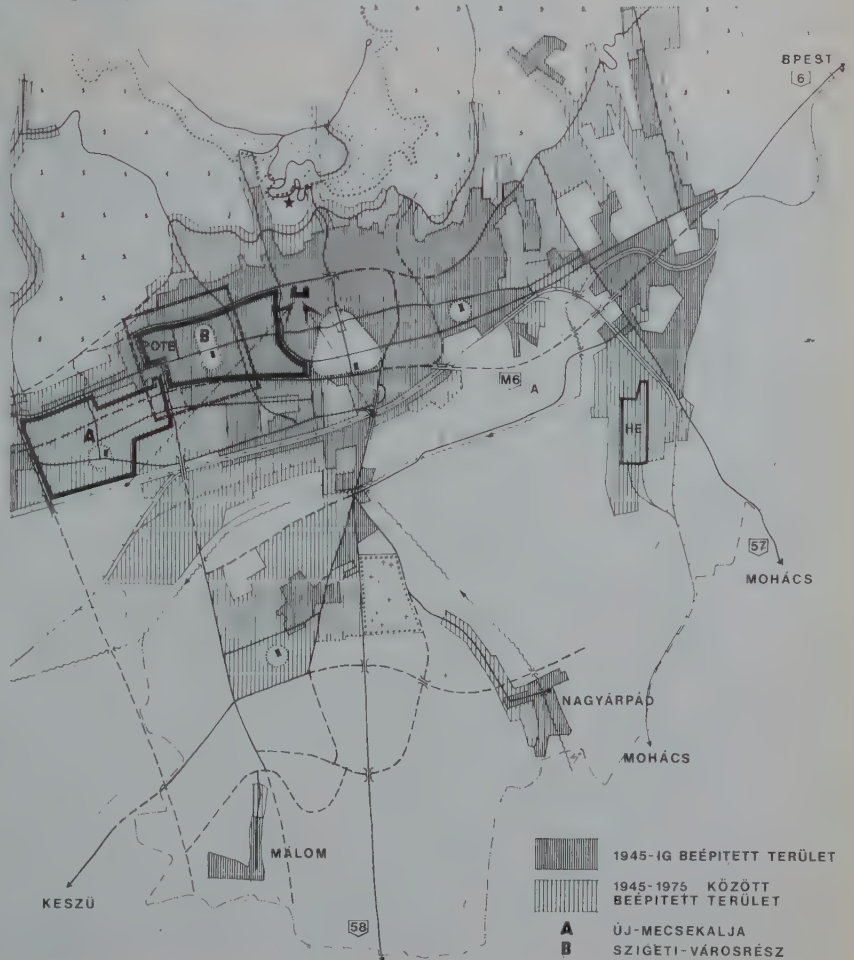 BPEST
6
POTE
B
A
M6
A
HE
57
MOHÁCS
NAGYÁRPÁD
MOHÁCS
MALOM
KESZÜ
58
1945-IG BEÉPITETT TERÜLET
1945-1975 KÖZÖTT
BEÉPITETT TERÜLET
A ÚJ-MECSEKALJA
B SZIGETI-VÁROSRÉSZ